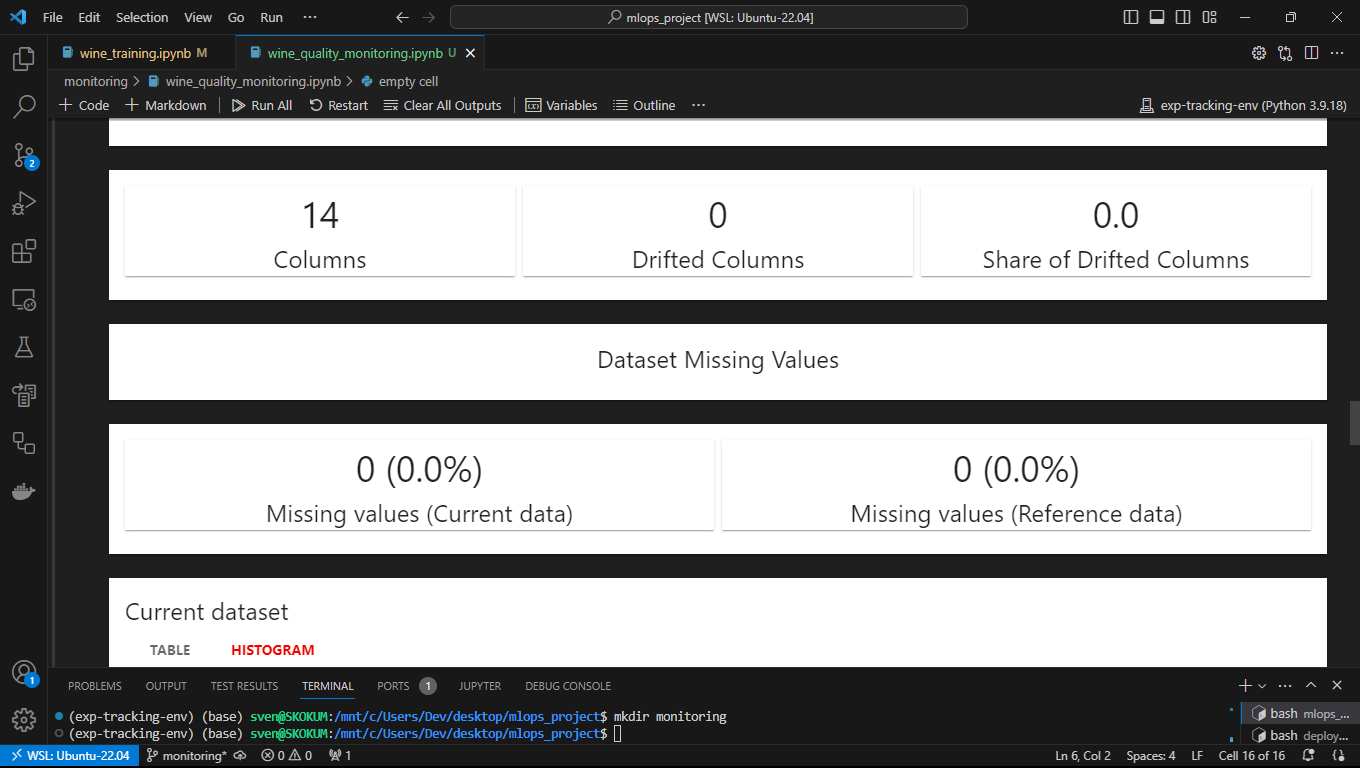 File Edit Selection View Go Run ··· mlops_project [WSL: Ubuntu-22.04]
wine_training.ipynb M wine_quality_monitoring.ipynb U
monitoring > wine_quality_monitoring.ipynb > empty cell
+ Code + Markdown Run All Restart Clear All Outputs Variables Outline ··· exp-tracking-env (Python 3.9.18)
14 0 0.0
Columns Drifted Columns Share of Drifted Columns
Dataset Missing Values
0 (0.0%) 0 (0.0%)
Missing values (Current data) Missing values (Reference data)
Current dataset
TABLE HISTOGRAM
2
1
PROBLEMS OUTPUT TEST RESULTS TERMINAL PORTS 1 JUPYTER DEBUG CONSOLE
(exp-tracking-env) (base) sven@SKOKUM:/mnt/c/Users/Dev/desktop/mlops_project$ mkdir monitoring
(exp-tracking-env) (base) sven@SKOKUM:/mnt/c/Users/Dev/desktop/mlops_project$
bash mlops_...
bash deploy...
WSL: Ubuntu-22.04 monitoring* 0 0 1 Ln 6, Col 2 Spaces: 4 LF Cell 16 of 16